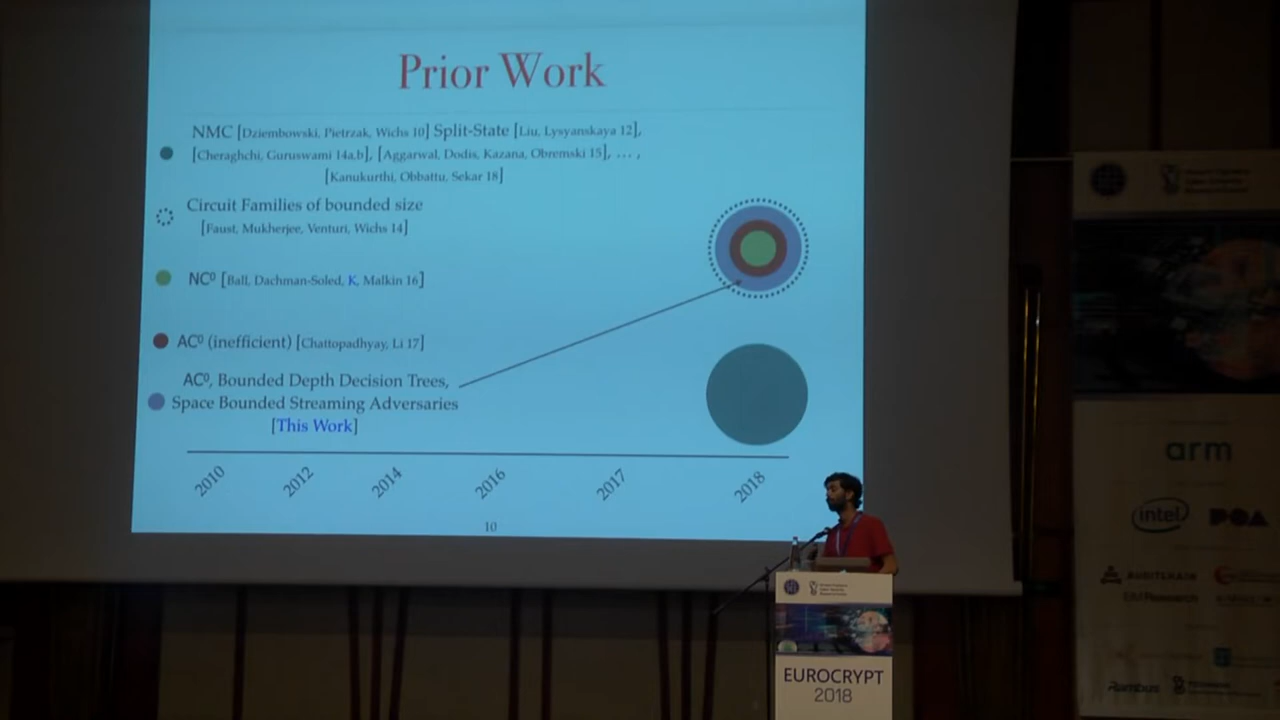 Prior Work
NMC [Dziembowski, Pietrzak, Wichs 10] Split-State [Liu, Lysyanskaya 12],
[Cheraghchi, Guruswami 14a,b], [Aggarwal, Dodis, Kazana, Obremski 15], … ,
[Kanukurthi, Obbattu, Sekar 18]
Circuit Families of bounded size
[Faust, Mukherjee, Venturi, Wichs 14]
NC⁰ [Ball, Dachman-Soled, K, Malkin 16]
AC⁰ (inefficient) [Chattopadhyay, Li 17]
AC⁰, Bounded Depth Decision Trees,
Space Bounded Streaming Adversaries
[This Work]
2010 2012 2014 2016 2017 2018
10
EUROCRYPT
2018
arm
intel
rambus